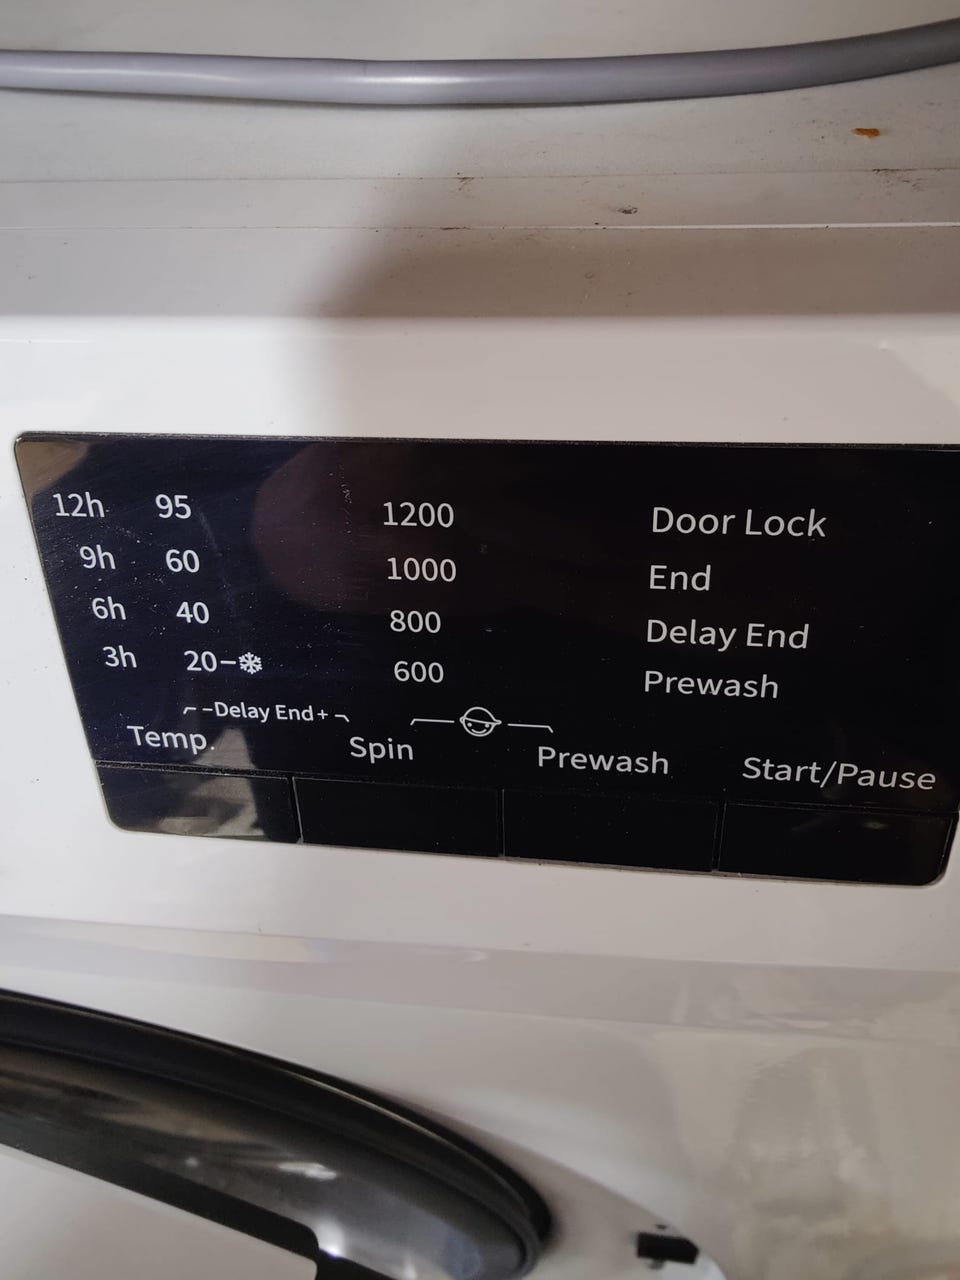 12h 95 1200 Door Lock
9h 60 1000 End
6h 40 800 Delay End
3h 20-❄ 600 Prewash
-Delay End+
Temp. Spin Prewash Start/Pause